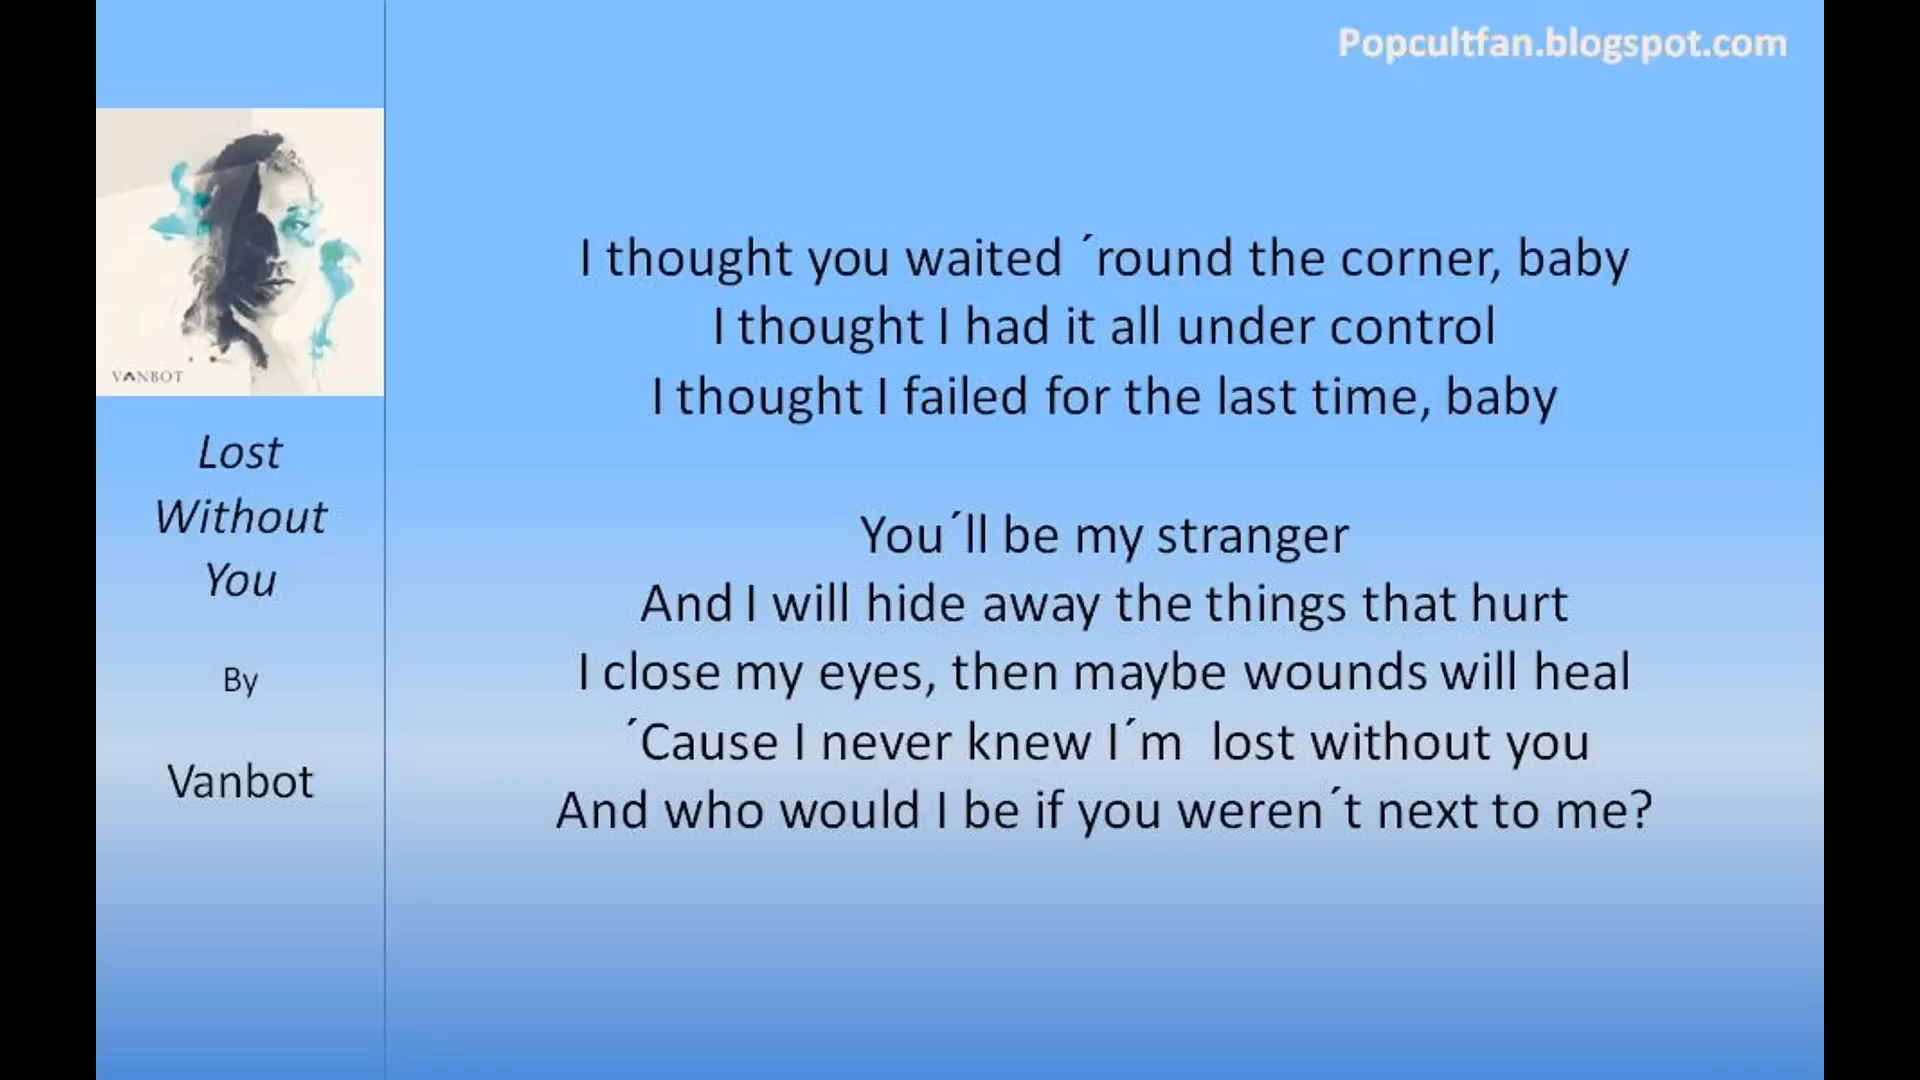 Popcultfan.blogspot.com
VANBOT
Lost
Without
You
By
Vanbot
I thought you waited ´round the corner, baby
I thought I had it all under control
I thought I failed for the last time, baby
You´ll be my stranger
And I will hide away the things that hurt
I close my eyes, then maybe wounds will heal
´Cause I never knew I´m  lost without you
And who would I be if you weren´t next to me?